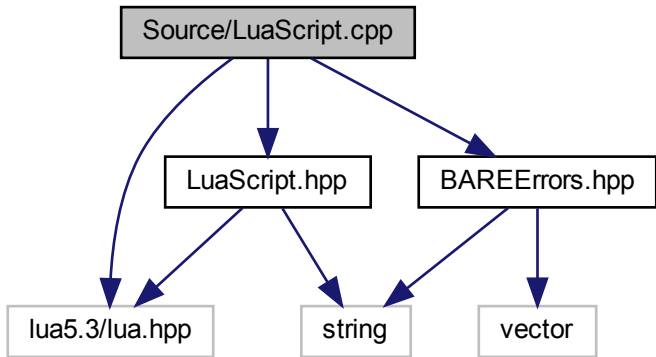 Source/LuaScript.cpp
LuaScript.hpp
BAREErrors.hpp
lua5.3/lua.hpp
string
vector